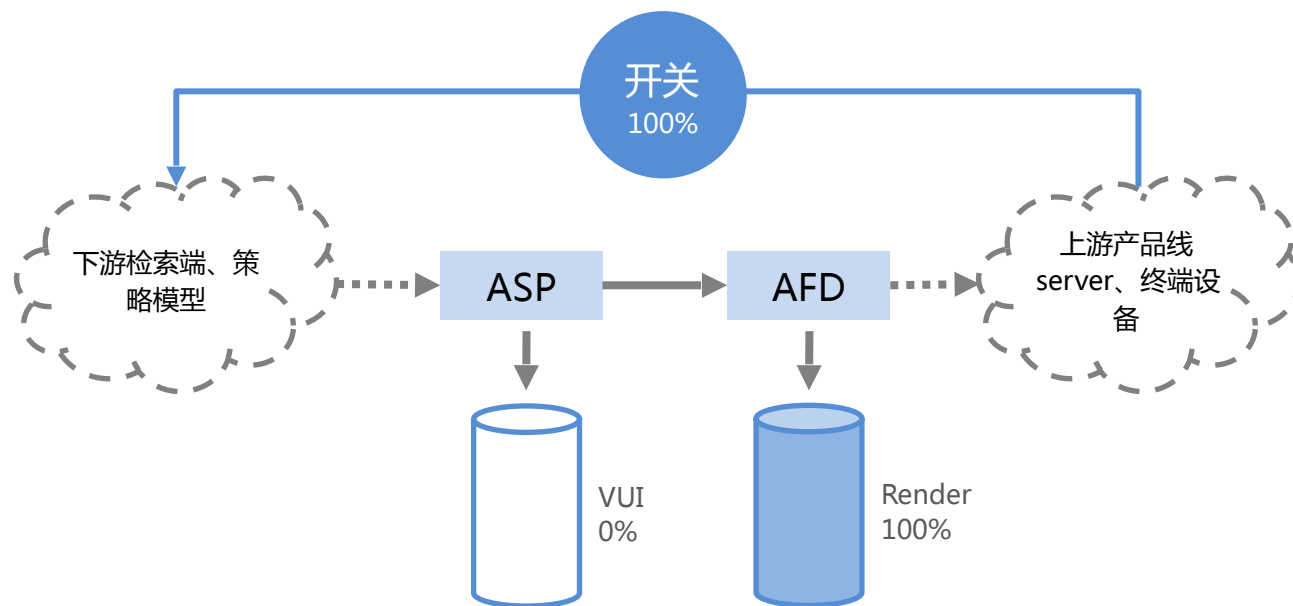 开关
100%
下游检索端、策
略模型
ASP
AFD
上游产品线
server、终端设
备
VUI
0%
Render
100%